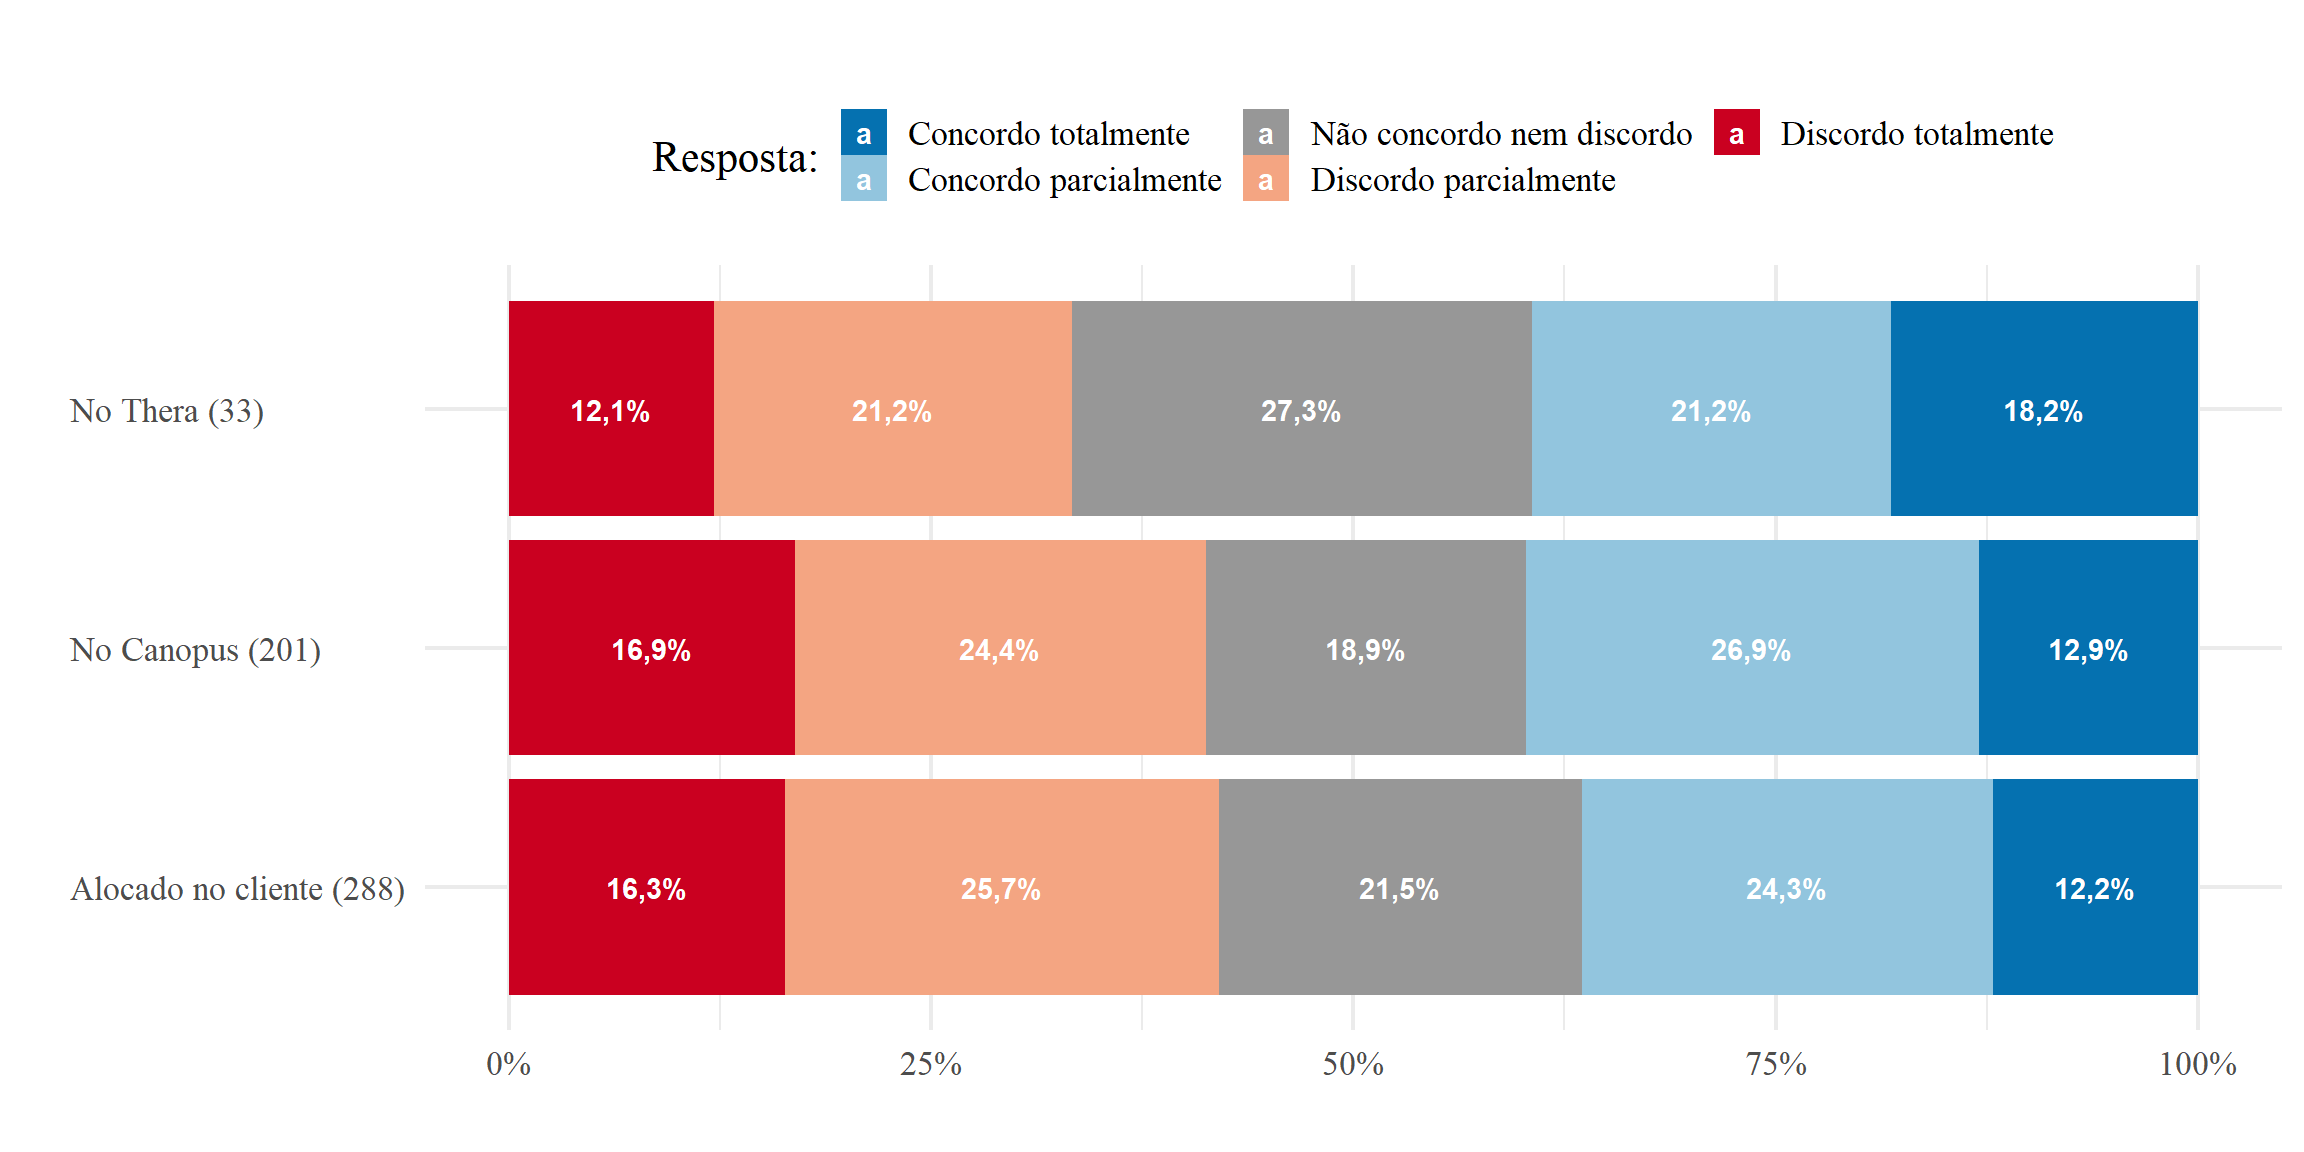 Resposta:
a Concordo totalmente
a Concordo parcialmente
a Não concordo nem discordo
a Discordo parcialmente
a Discordo totalmente
No Thera (33)
12,1% 21,2% 27,3% 21,2% 18,2%
No Canopus (201)
16,9% 24,4% 18,9% 26,9% 12,9%
Alocado no cliente (288)
16,3% 25,7% 21,5% 24,3% 12,2%
0% 25% 50% 75% 100%